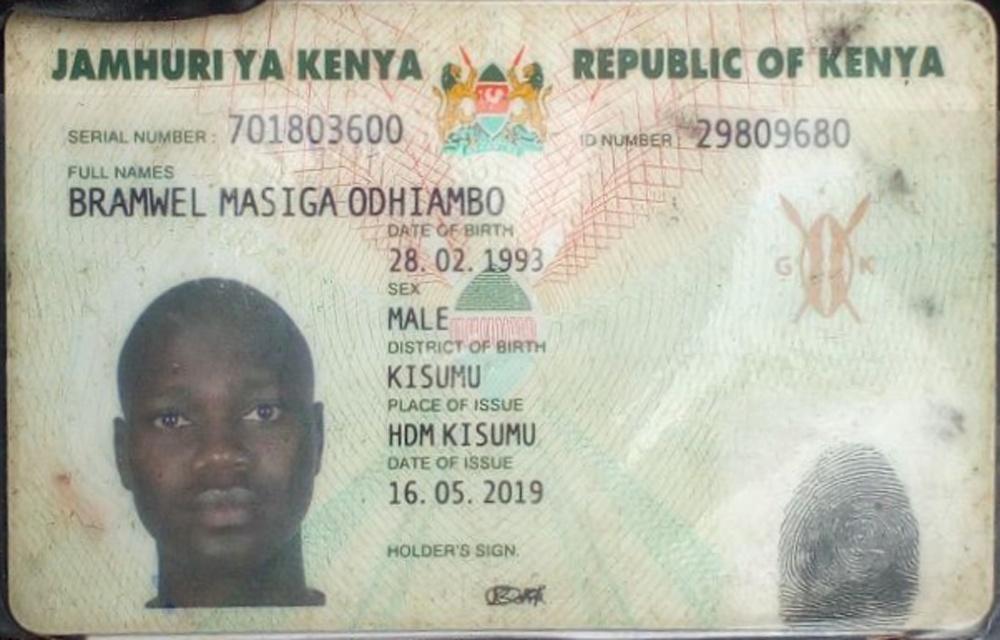 JAMHURI YA KENYA REPUBLIC OF KENYA
SERIAL NUMBER : 701803600 ID NUMBER : 29809680
FULL NAMES
BRAMWEL MASIGA ODHIAMBO
DATE OF BIRTH
28. 02. 1993
SEX
MALE
G K
DISTRICT OF BIRTH
KISUMU
PLACE OF ISSUE
HDM KISUMU
DATE OF ISSUE
16. 05. 2019
HOLDER'S SIGN.